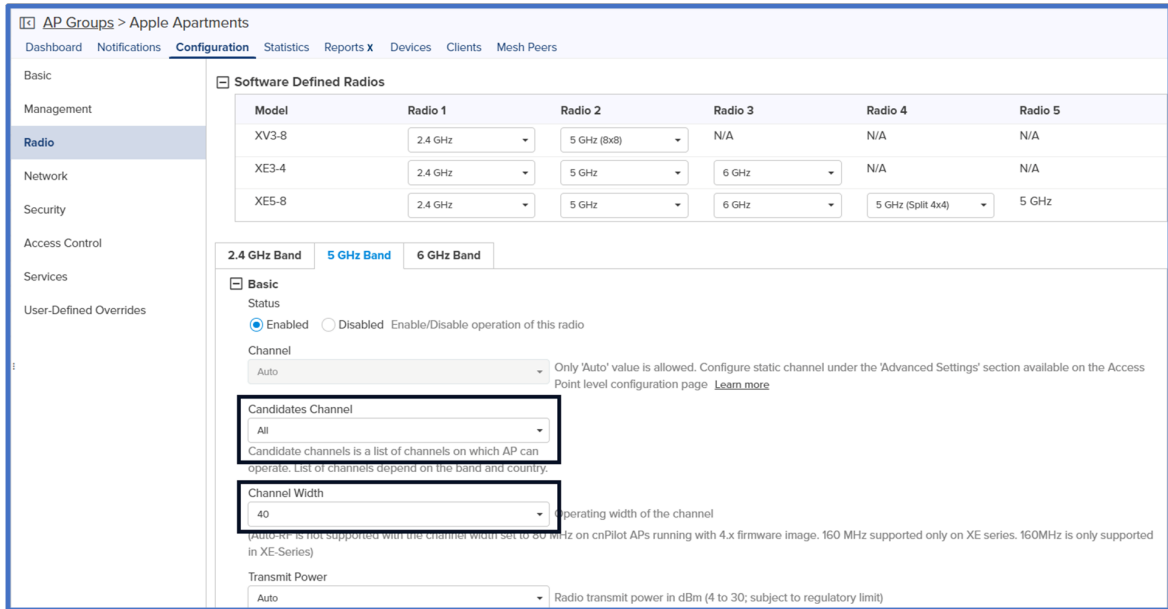 AP Groups > Apple Apartments
Dashboard Notifications Configuration Statistics Reports X Devices Clients Mesh Peers
Basic
Management
Radio
Network
Security
Access Control
Services
User-Defined Overrides
Software Defined Radios
Model Radio 1 Radio 2 Radio 3 Radio 4 Radio 5
XV3-8 2.4 GHz 5 GHz (8x8) N/A N/A N/A
XE3-4 2.4 GHz 5 GHz 6 GHz N/A N/A
XE5-8 2.4 GHz 5 GHz 6 GHz 5 GHz (Split 4x4) 5 GHz
2.4 GHz Band 5 GHz Band 6 GHz Band
Basic
Status
Enabled Disabled Enable/Disable operation of this radio
Channel
Auto Only 'Auto' value is allowed. Configure static channel under the 'Advanced Settings' section available on the Access
Point level configuration page Learn more
Candidates Channel
All
Candidate channels is a list of channels on which AP can
operate. List of channels depend on the band and country.
Channel Width
40 Operating width of the channel
(Auto-RF is not supported with the channel width set to 80 MHz on cnPilot APs running with 4.x firmware image. 160 MHz supported only on XE series. 160MHz is only supported
in XE-Series)
Transmit Power
Auto Radio transmit power in dBm (4 to 30; subject to regulatory limit)